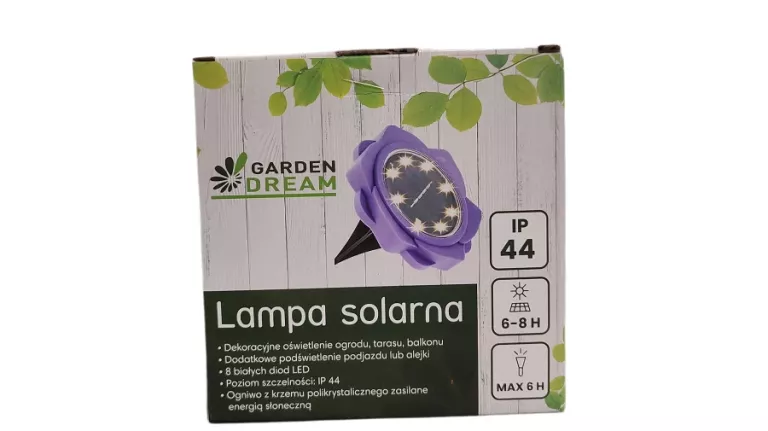 GARDEN
DREAM
IP
44
6-8 H
MAX 6 H
Lampa solarna
• Dekoracyjne oświetlenie ogrodu, tarasu, balkonu
• Dodatkowe podświetlenie podjazdu lub alejki
• 8 białych diod LED
• Poziom szczelności: IP 44
• Ogniwo z krzemu polikrystalicznego zasilane
energią słoneczną